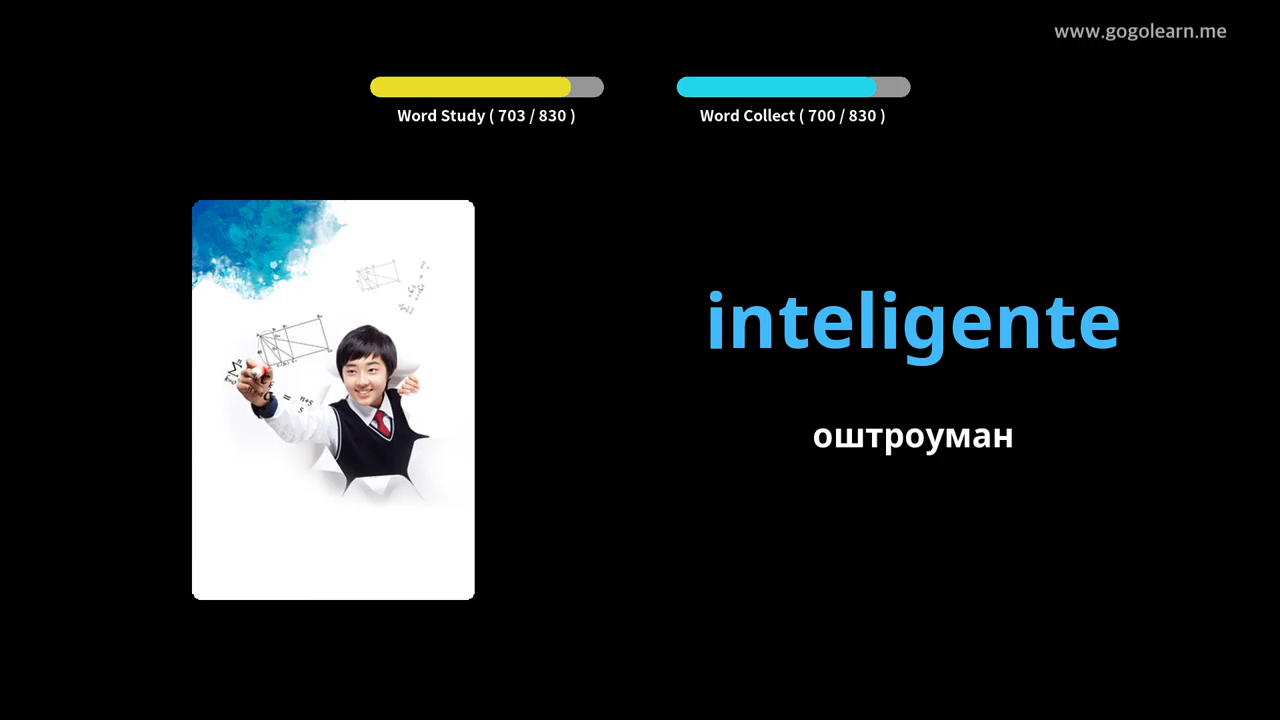 www.gogolearn.me
Word Study ( 703 / 830 )
Word Collect ( 700 / 830 )
inteligente
оштроуман